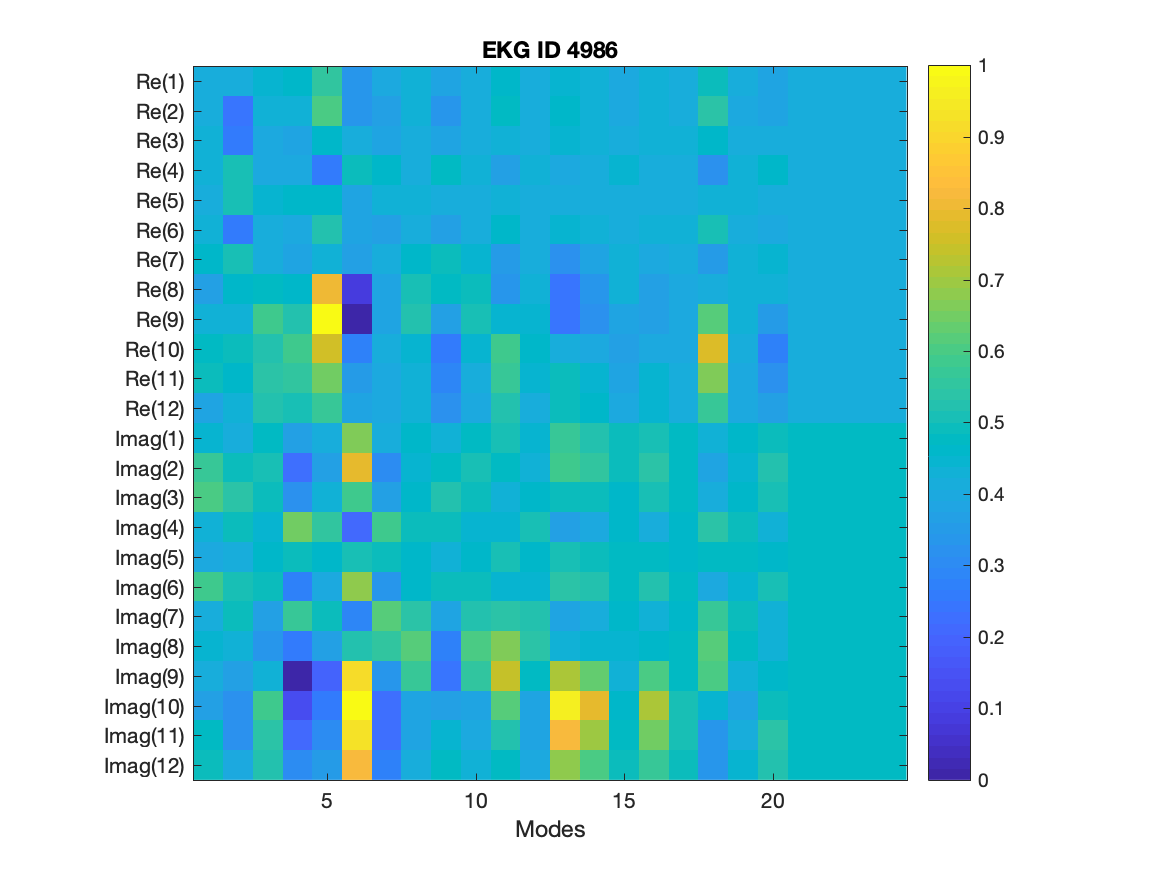 EKG ID 4986
Re(1)
Re(2)
Re(3)
Re(4)
Re(5)
Re(6)
Re(7)
Re(8)
Re(9)
Re(10)
Re(11)
Re(12)
Imag(1)
Imag(2)
Imag(3)
Imag(4)
Imag(5)
Imag(6)
Imag(7)
Imag(8)
Imag(9)
Imag(10)
Imag(11)
Imag(12)
5 10 15 20
Modes
1
0.9
0.8
0.7
0.6
0.5
0.4
0.3
0.2
0.1
0